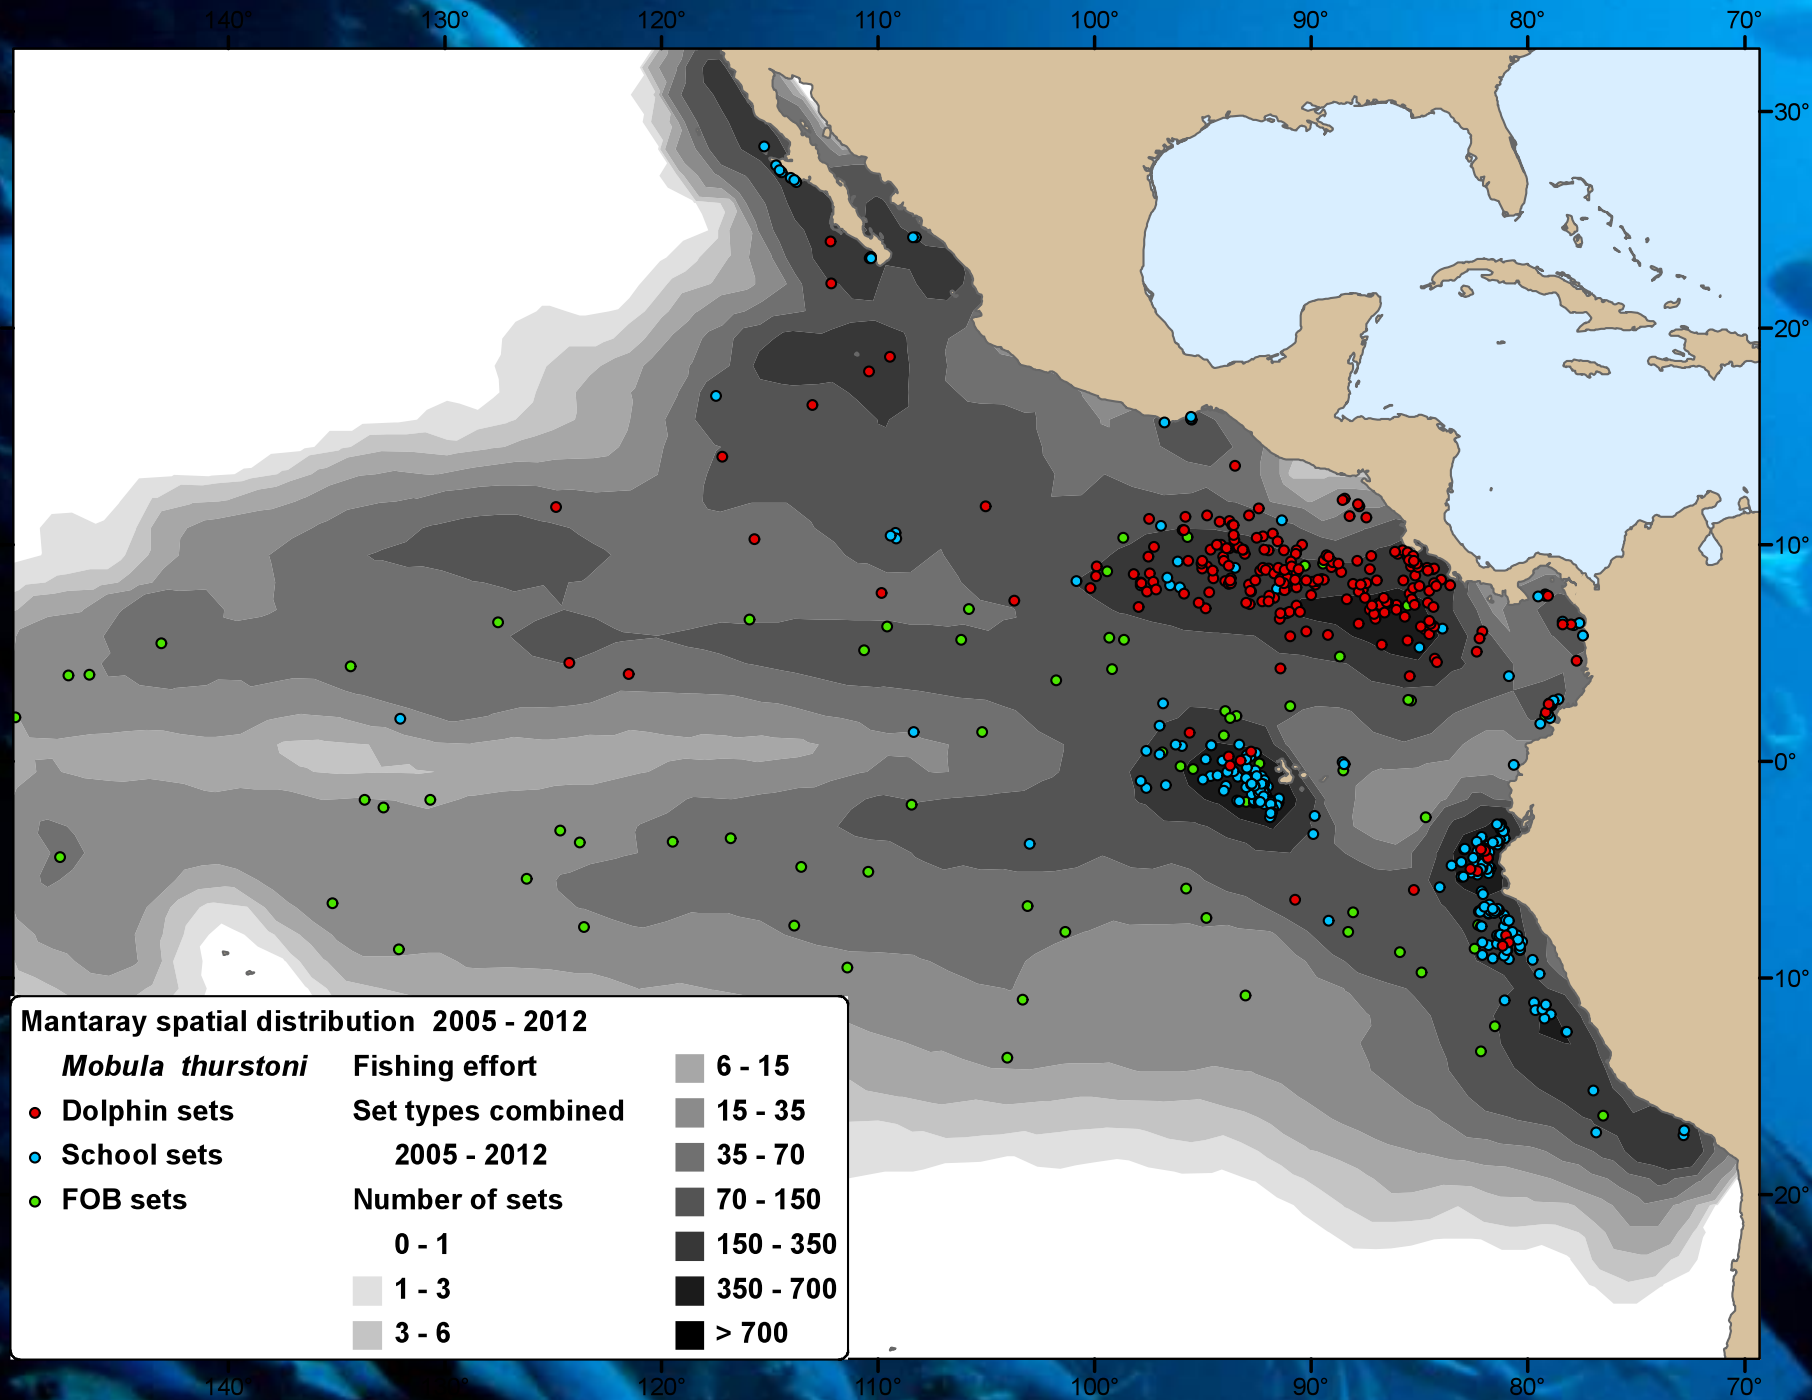 140° 130° 120° 110° 100° 90° 80° 70°
30°
20°
10°
0°
10°
20°
Mantaray spatial distribution 2005 - 2012
Mobula thurstoni
Dolphin sets
School sets
FOB sets
Fishing effort
Set types combined
2005 - 2012
Number of sets
0 - 1
1 - 3
3 - 6
6 - 15
15 - 35
35 - 70
70 - 150
150 - 350
350 - 700
> 700
140° 120° 110° 100° 90° 80° 70°